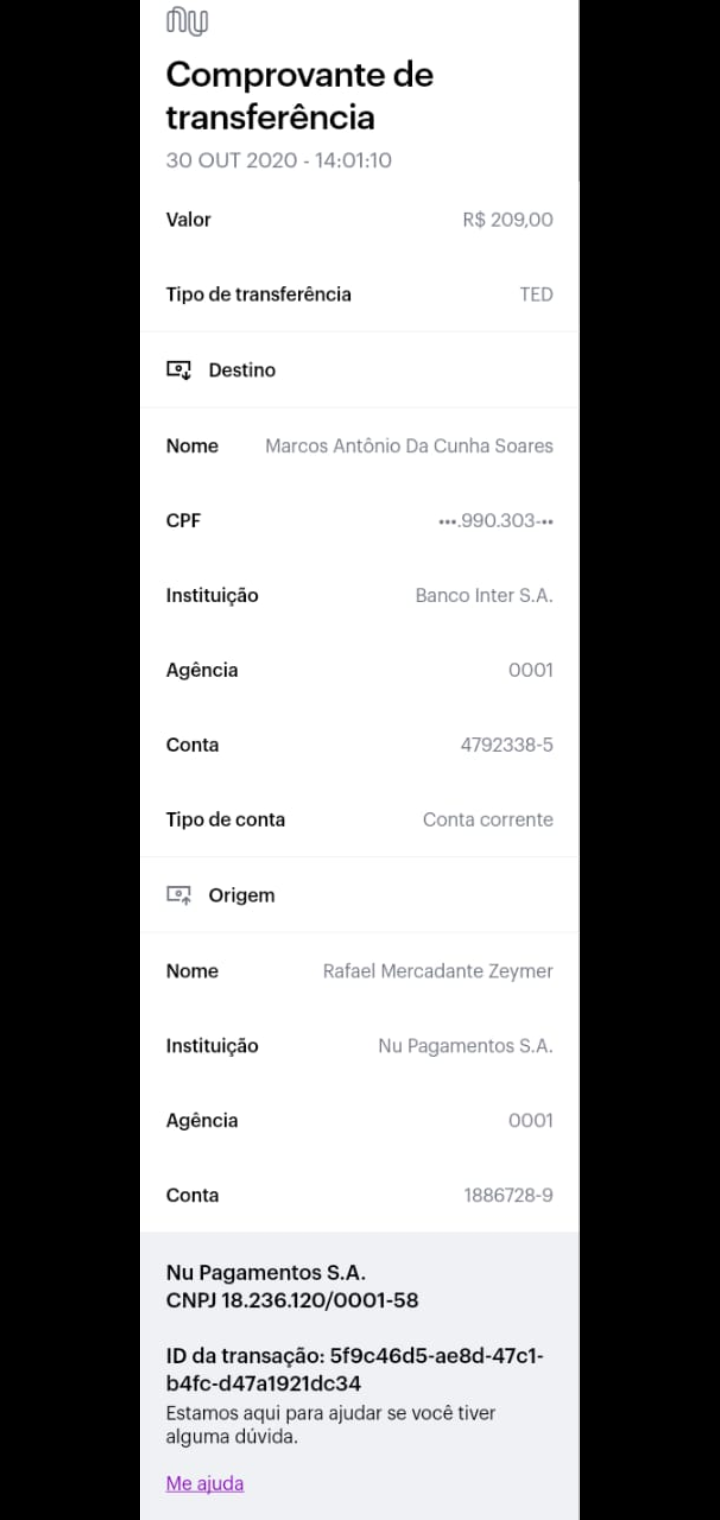 nu
Comprovante de
transferência
30 OUT 2020 - 14:01:10
Valor R$ 209,00
Tipo de transferência TED
Destino
Nome Marcos Antônio Da Cunha Soares
CPF •••.990.303-••
Instituição Banco Inter S.A.
Agência 0001
Conta 4792338-5
Tipo de conta Conta corrente
Origem
Nome Rafael Mercadante Zeymer
Instituição Nu Pagamentos S.A.
Agência 0001
Conta 1886728-9
Nu Pagamentos S.A.
CNPJ 18.236.120/0001-58
ID da transação: 5f9c46d5-ae8d-47c1-
b4fc-d47a1921dc34
Estamos aqui para ajudar se você tiver
alguma dúvida.
Me ajuda